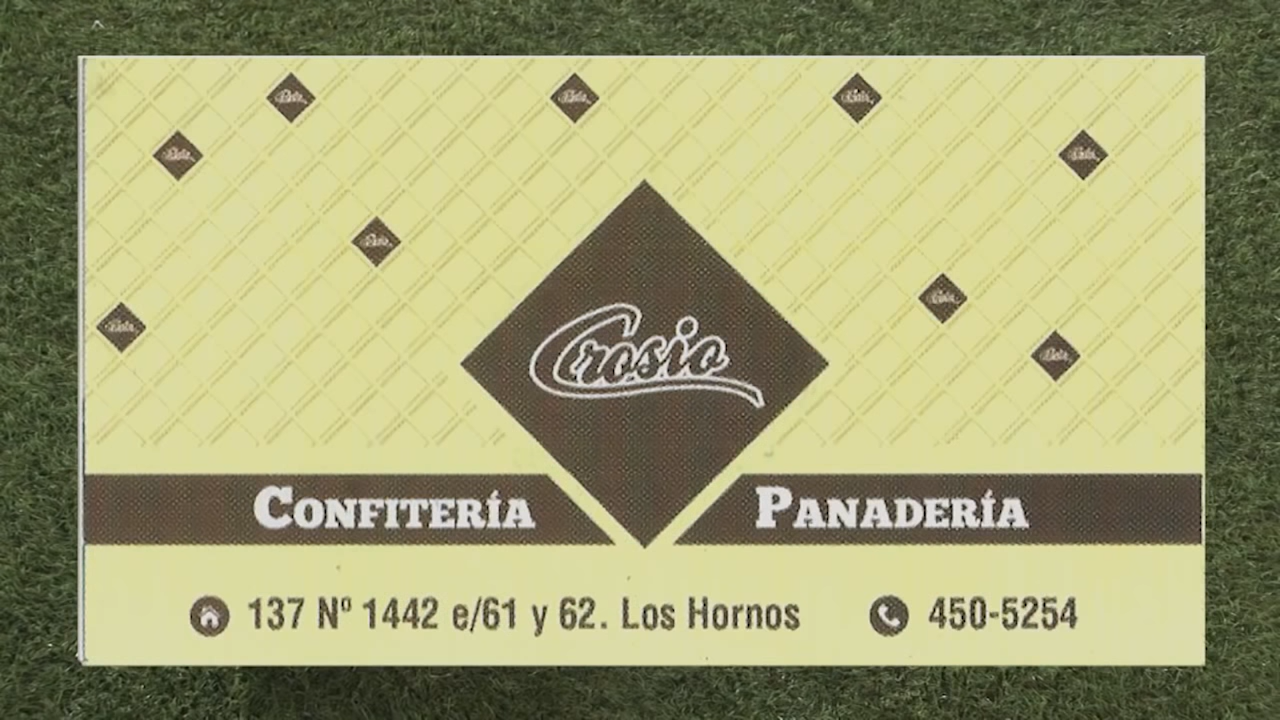 Crosio
CONFITERÍA PANADERÍA
137 Nº 1442 e/61 y 62. Los Hornos 450-5254